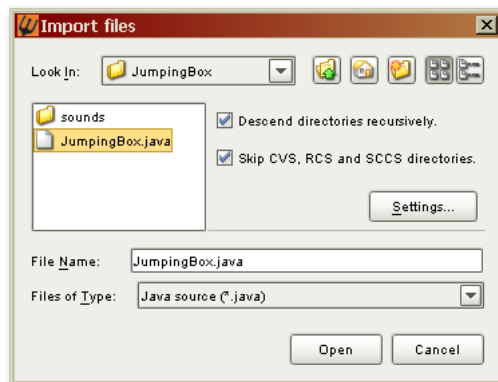 Import files
Look In: JumpingBox
sounds
JumpingBox.java
Descend directories recursively.
Skip CVS, RCS and SCCS directories.
Settings...
File Name: JumpingBox.java
Files of Type: Java source (*.java)
Open Cancel